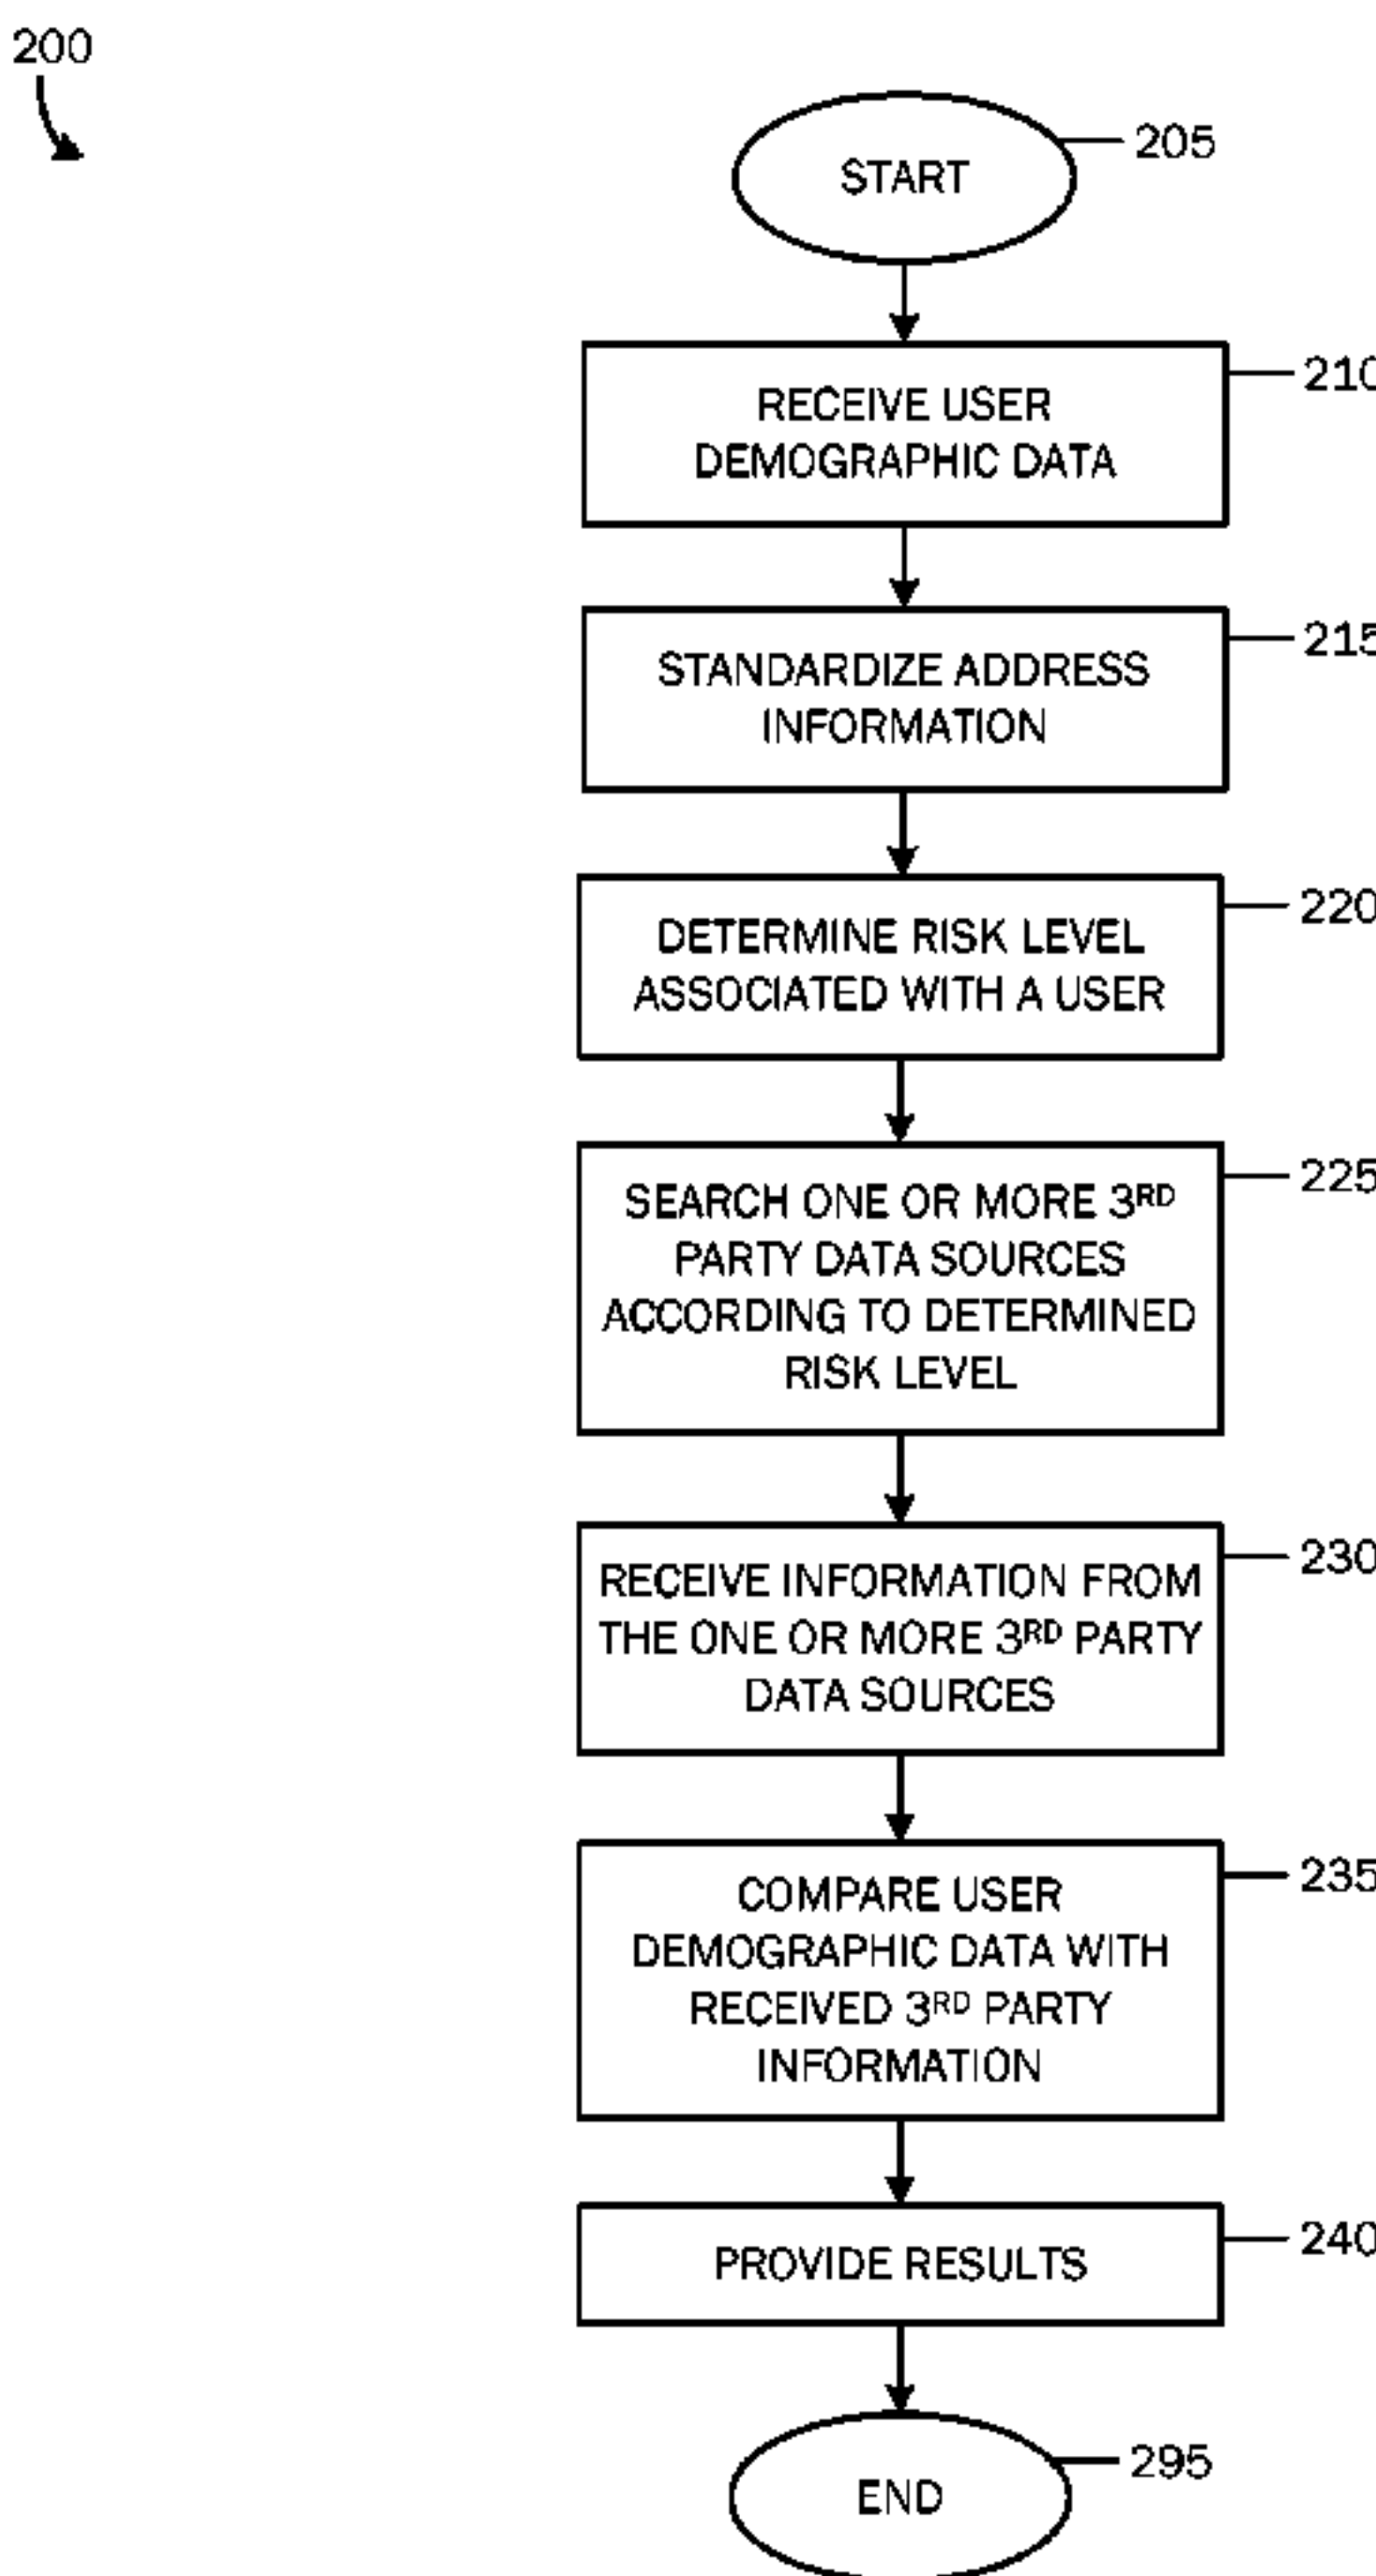 200
START
205
RECEIVE USER
DEMOGRAPHIC DATA
210
STANDARDIZE ADDRESS
INFORMATION
215
DETERMINE RISK LEVEL
ASSOCIATED WITH A USER
220
SEARCH ONE OR MORE 3RD
PARTY DATA SOURCES
ACCORDING TO DETERMINED
RISK LEVEL
225
RECEIVE INFORMATION FROM
THE ONE OR MORE 3RD PARTY
DATA SOURCES
230
COMPARE USER
DEMOGRAPHIC DATA WITH
RECEIVED 3RD PARTY
INFORMATION
235
PROVIDE RESULTS
240
END
295